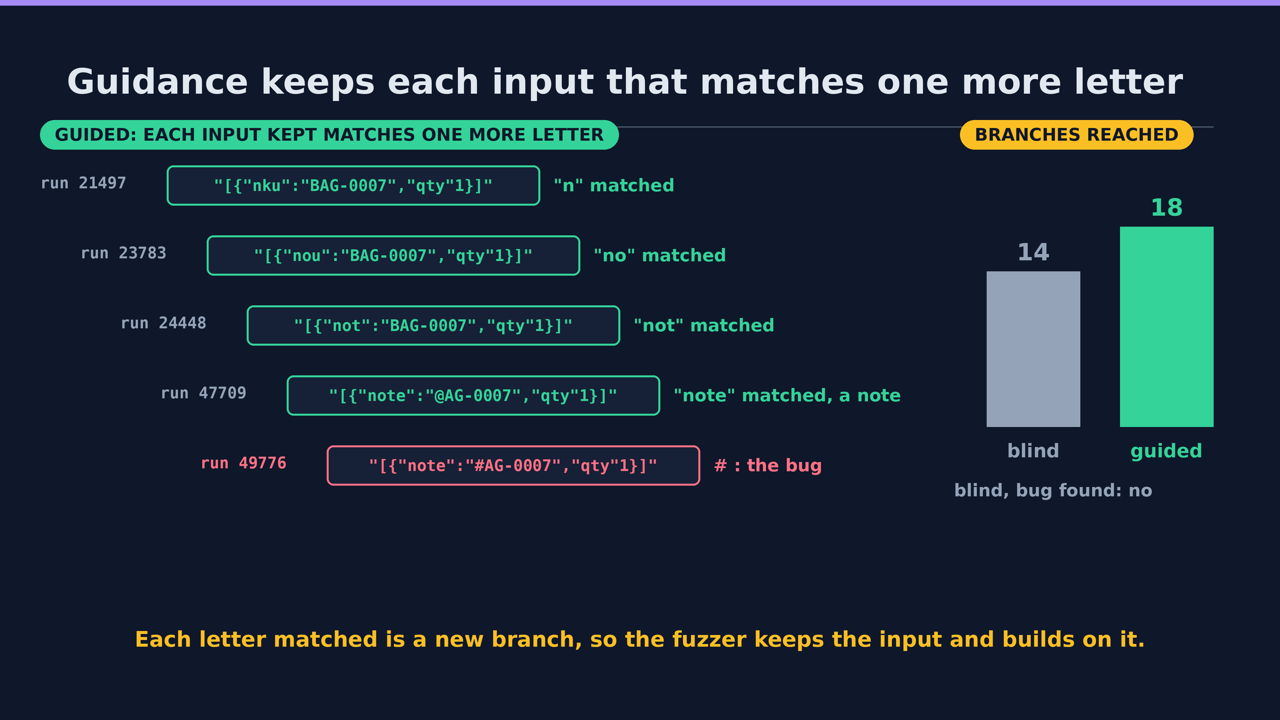 Guidance keeps each input that matches one more letter
GUIDED: EACH INPUT KEPT MATCHES ONE MORE LETTER
BRANCHES REACHED
run 21497
"[{"nku":"BAG-0007","qty"1}]"
"n" matched
run 23783
"[{"nou":"BAG-0007","qty"1}]"
"no" matched
run 24448
"[{"not":"BAG-0007","qty"1}]"
"not" matched
run 47709
"[{"note":"@AG-0007","qty"1}]"
"note" matched, a note
run 49776
"[{"note":"#AG-0007","qty"1}]"
# : the bug
14
18
blind
guided
blind, bug found: no
Each letter matched is a new branch, so the fuzzer keeps the input and builds on it.